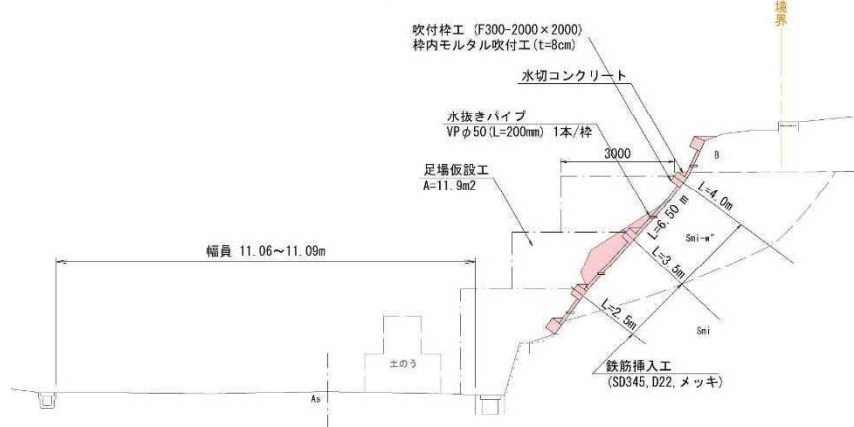 境界
吹付枠工 (F300-2000×2000)
枠内モルタル吹付工(t=8cm)
水切コンクリート
水抜きパイプ
VPφ50(L=200mm) 1本/枠
3000
B
足場仮設工
A=11.9m2
L=4.0m
L=6.50 m
Smi-w"
幅員 11.06～11.09m
L=3.5m
L=2.5m
Smi
土のう
鉄筋挿入工
(SD345,D22,メッキ)
As